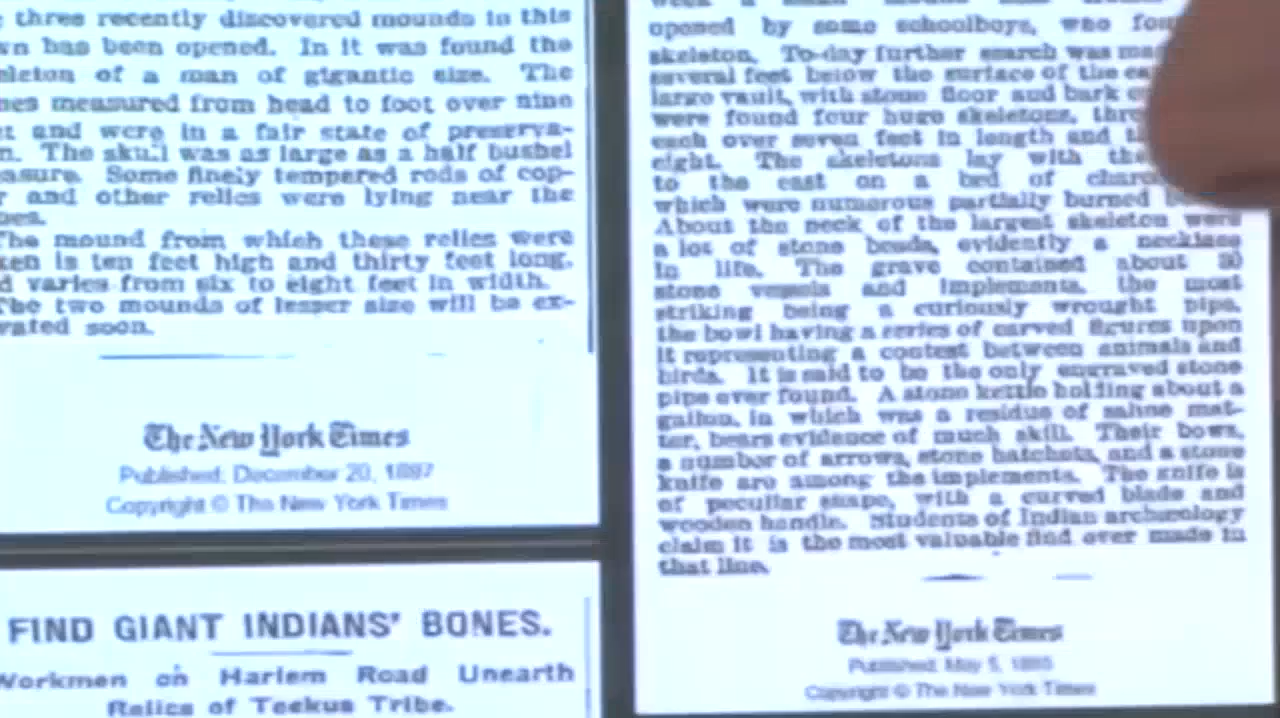 three recently discovered mounds in this
has been opened. In it was found the
of a man of gigantic size. The
measured from head to foot over nine
and were in a fair state of preserva-
The skull was as large as a half bushel
Some finely tempered rods of cop-
and other relics were lying near the
The mound from which these relics were
is ten feet high and thirty feet long,
varies from six to eight feet in width.
The two mounds of lesser size will be ex-
soon.
The New York Times
Published: December 20, 1897
Copyright © The New York Times
FIND GIANT INDIANS' BONES.
Workmen on Harlem Road Unearth
Relics of Teekus Tribe.
opened by some schoolboys, who
skeleton. To-day further search was
several feet below the surface of the
large vault, with stone floor and bark
were found four huge skeletons,
each over seven feet in length and
eight. The skeletons lay with
to the east on a bed of
which were numerous partially burned
About the neck of the largest skeleton were
a lot of stone beads, evidently a necklace
in life. The grave contained about 30
stone vessels and implements, the most
striking being a curiously wrought pipe,
the bowl having a series of carved figures upon
it representing a contest between animals and
birds. It is said to be the only engraved stone
pipe ever found. A stone kettle holding about a
gallon, in which was a residue of saline mat-
ter, bears evidence of much skill. Their bows,
a number of arrows, stone hatchets, and a stone
knife are among the implements. The knife is
of peculiar shape, with a curved blade and
wooden handle. Students of Indian archæology
claim it is the most valuable find ever made in
that line.
The New York Times
Published: May 5,
Copyright © The New York Times